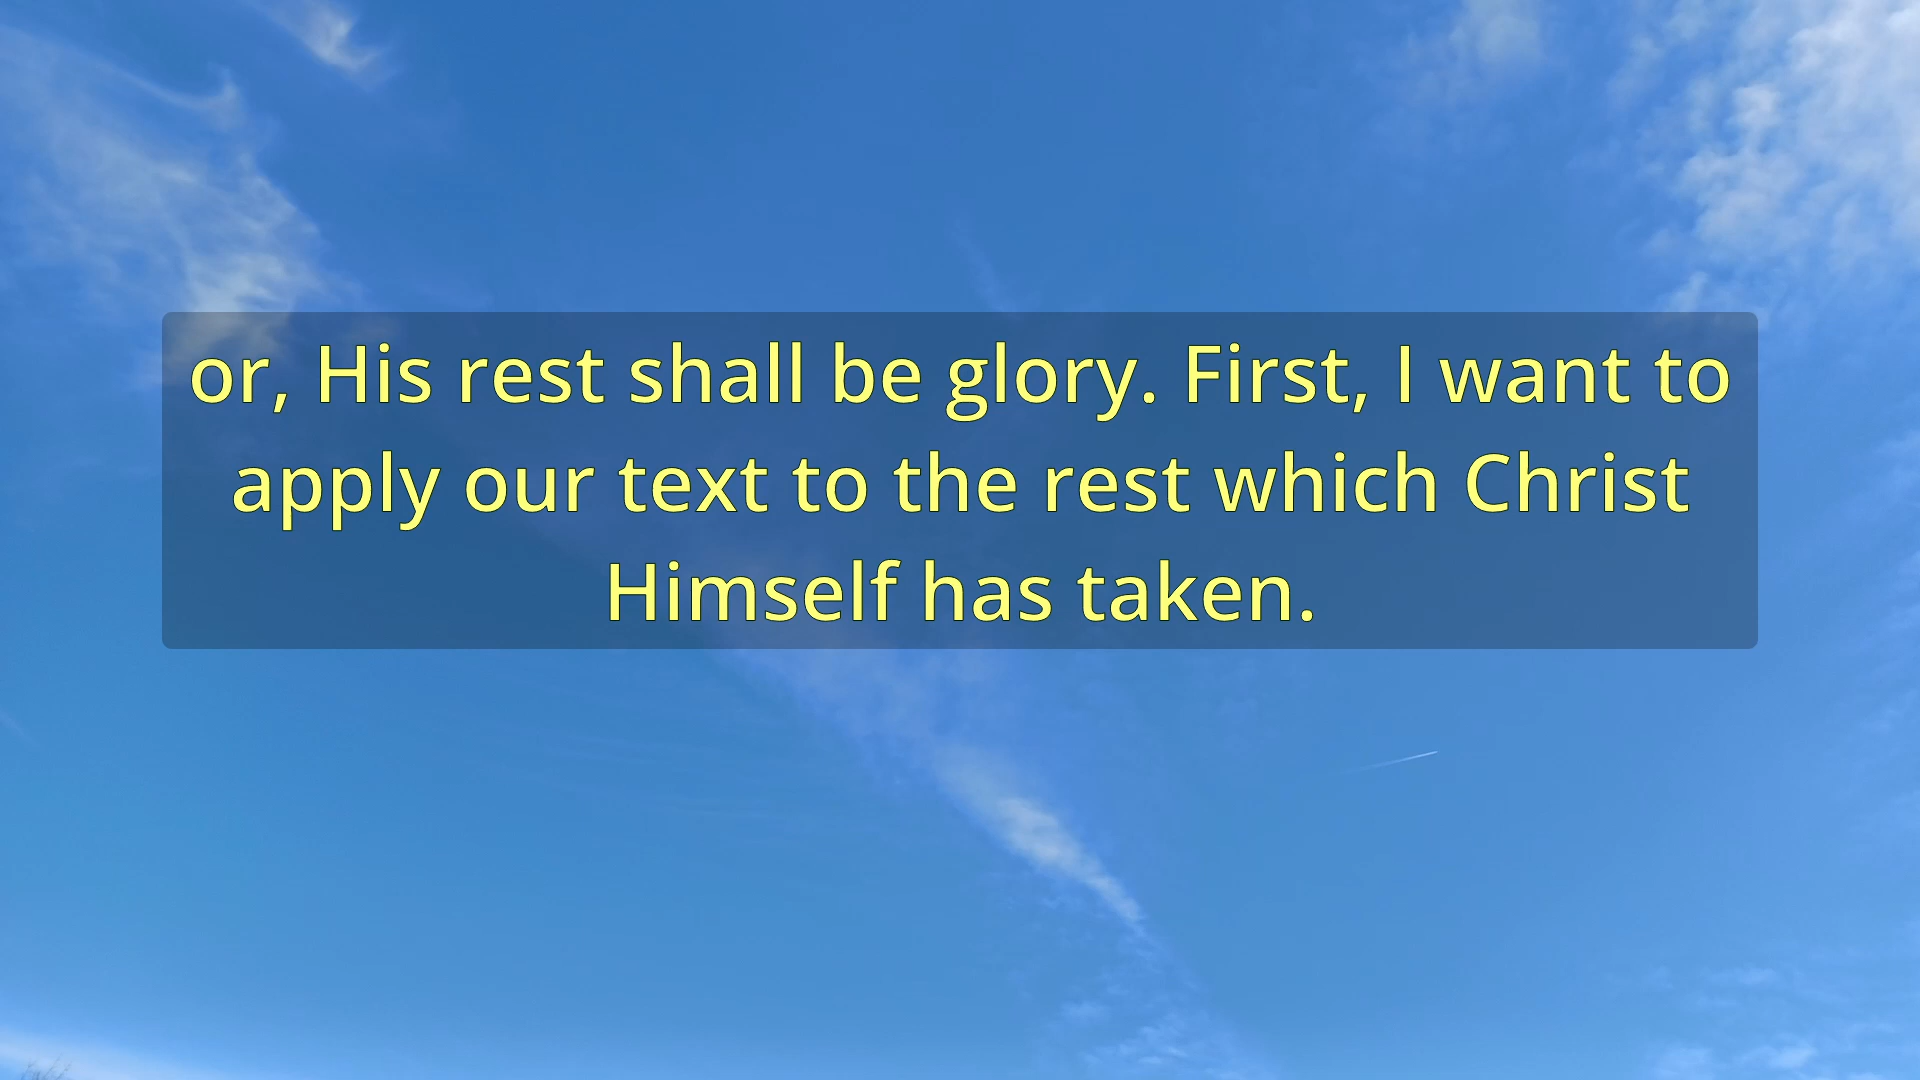 or, His rest shall be glory. First, I want to
apply our text to the rest which Christ
Himself has taken.